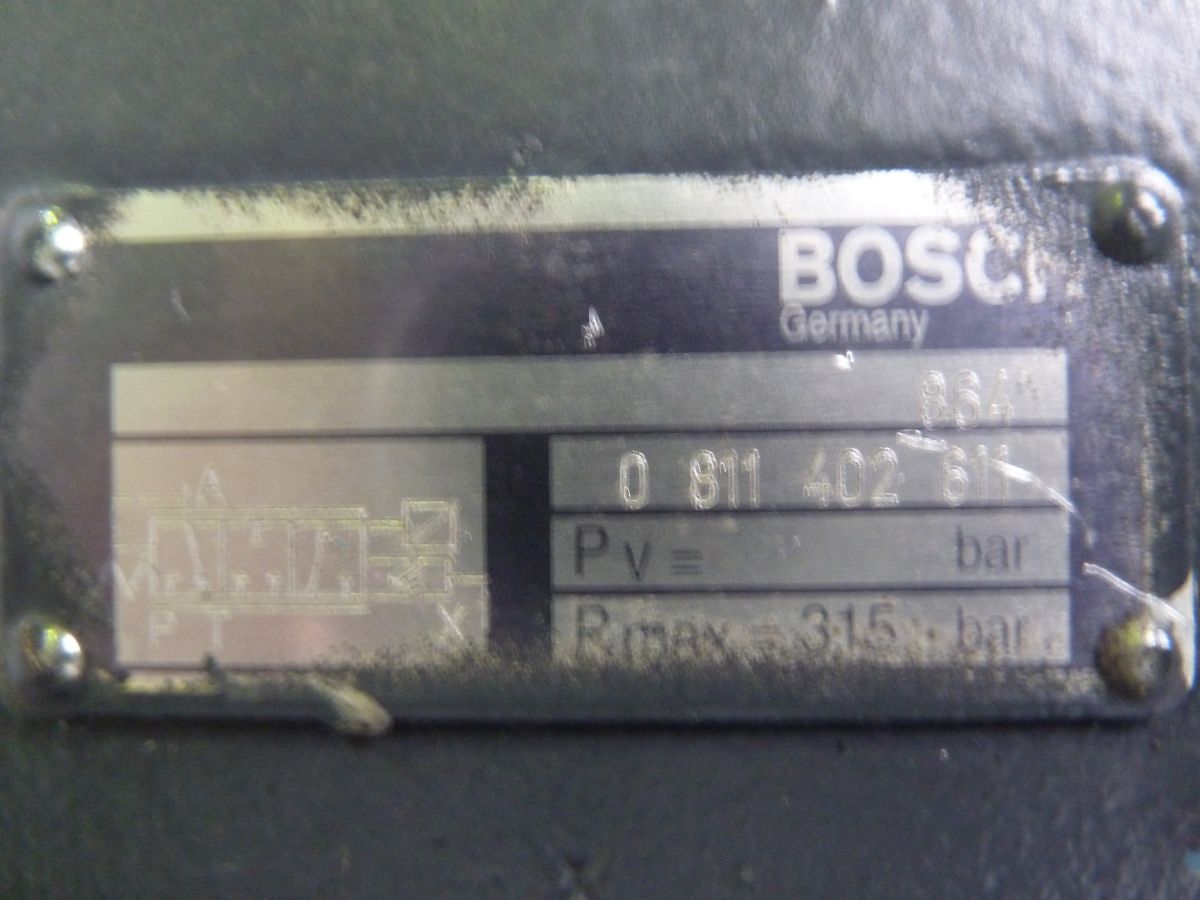 BOSCH
Germany
864
0 811 402 611
A
Pv = bar
P T
X
Pmax = 315 bar